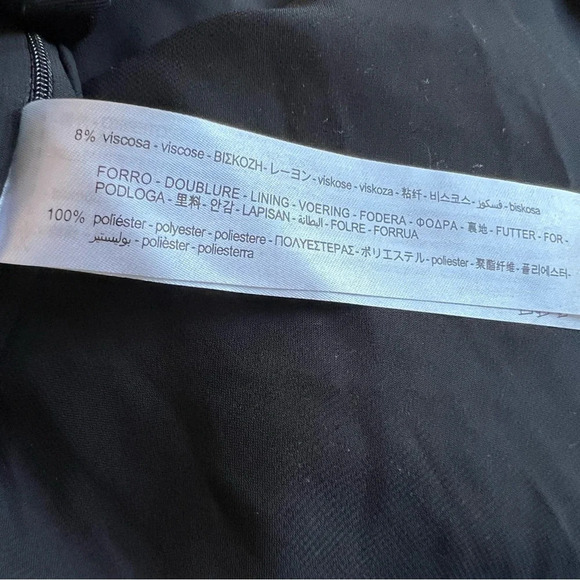 8% viscosa - viscose - ΒΙΣΚΟΖΗ - レーヨン - viskose - viskoza - 粘纤 - 비스코스 - فسكوز - biskosa
FORRO - DOUBLURE - LINING - VOERING - FODERA - ΦΟΔΡΑ - 裏地 - FUTTER - FOR-
PODLOGA - 里料 - 안감 - LAPISAN - البطانة - FOLRE - FORRUA
100% poliéster - polyester - poliestere - ΠΟΛΥΕΣΤΕΡΑΣ - ポリエステル - poliester - 聚酯纤维 - 폴리에스터-
بوليستير - polièster - poliesterra